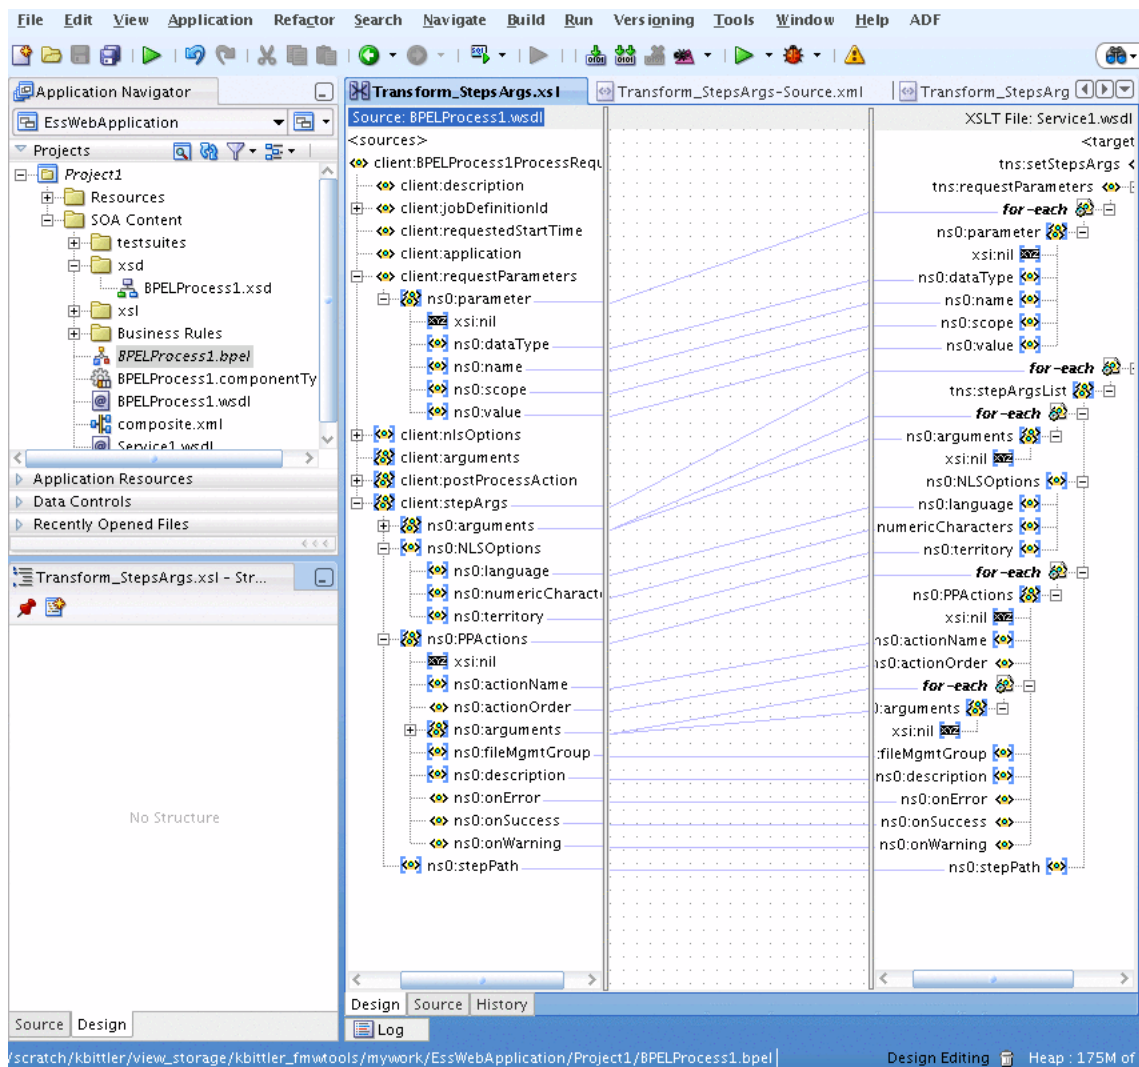 File Edit View Application Refactor Search Navigate Build Run Versioning Tools Window Help ADF
Application Navigator
EssWebApplication
Projects
Project1
Resources
SOA Content
testsuites
xsd
BPELProcess1.xsd
xsl
Business Rules
BPELProcess1.bpel
BPELProcess1.componentTy
BPELProcess1.wsdl
composite.xml
Service1.wsdl
Application Resources
Data Controls
Recently Opened Files
Transform_StepsArgs.xsl - Str...
No Structure
Source Design
Transform_StepsArgs.xsl
Transform_StepsArgs-Source.xml
Transform_StepsArg
Source: BPELProcess1.wsdl
<sources>
client:BPELProcess1ProcessRequ
client:description
client:jobDefinitionId
client:requestedStartTime
client:application
client:requestParameters
ns0:parameter
xsi:nil
ns0:dataType
ns0:name
ns0:scope
ns0:value
client:nlsOptions
client:arguments
client:postProcessAction
client:stepArgs
ns0:arguments
ns0:NLSOptions
ns0:language
ns0:numericCharact
ns0:territory
ns0:PPActions
xsi:nil
ns0:actionName
ns0:actionOrder
ns0:arguments
ns0:fileMgmtGroup
ns0:description
ns0:onError
ns0:onSuccess
ns0:onWarning
ns0:stepPath
XSLT File: Service1.wsdl
<target
tns:setStepsArgs
tns:requestParameters
for-each
ns0:parameter
xsi:nil
ns0:dataType
ns0:name
ns0:scope
ns0:value
for-each
tns:stepArgsList
for-each
ns0:arguments
xsi:nil
ns0:NLSOptions
ns0:language
numericCharacters
ns0:territory
for-each
ns0:PPActions
xsi:nil
ns0:actionName
ns0:actionOrder
for-each
):arguments
xsi:nil
:fileMgmtGroup
ns0:description
ns0:onError
ns0:onSuccess
ns0:onWarning
ns0:stepPath
Design Source History
Log
/scratch/kbittler/view_storage/kbittler_fmwtools/mywork/EssWebApplication/Project1/BPELProcess1.bpel
Design Editing
Heap : 175M of